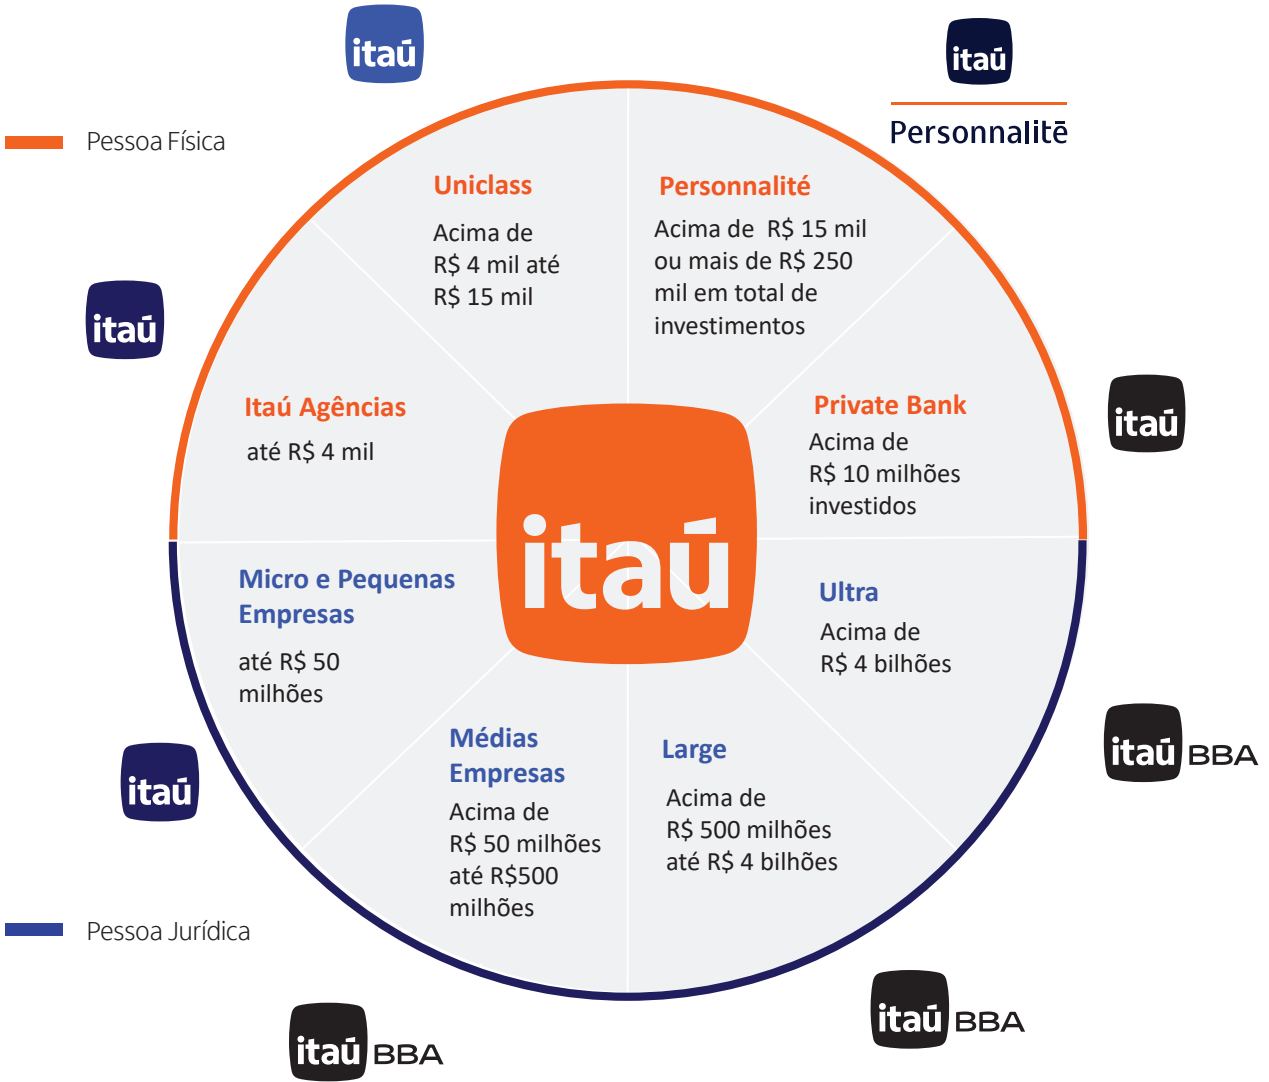 itaú
itaú
Personnalitē
Pessoa Física
Uniclass
Acima de
R$ 4 mil até
R$ 15 mil
Personnalité
Acima de R$ 15 mil
ou mais de R$ 250
mil em total de
investimentos
itaú
Itaú Agências
até R$ 4 mil
Private Bank
Acima de
R$ 10 milhões
investidos
itaú
itaú
Micro e Pequenas
Empresas
até R$ 50
milhões
Ultra
Acima de
R$ 4 bilhões
itaú BBA
itaú
Médias
Empresas
Acima de
R$ 50 milhões
até R$500
milhões
Large
Acima de
R$ 500 milhões
até R$ 4 bilhões
Pessoa Jurídica
itaú BBA
itaú BBA